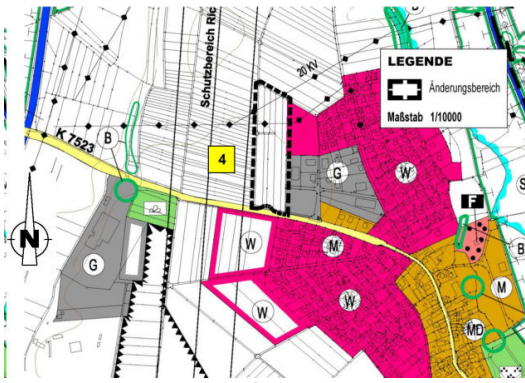 B
Schutzbereich Ric
20 KV
LEGENDE
Änderungsbereich
Maßstab 1/10000
K 7523
B
4
G
W
F
N
S
W
M
B
G
W
W
M
MD